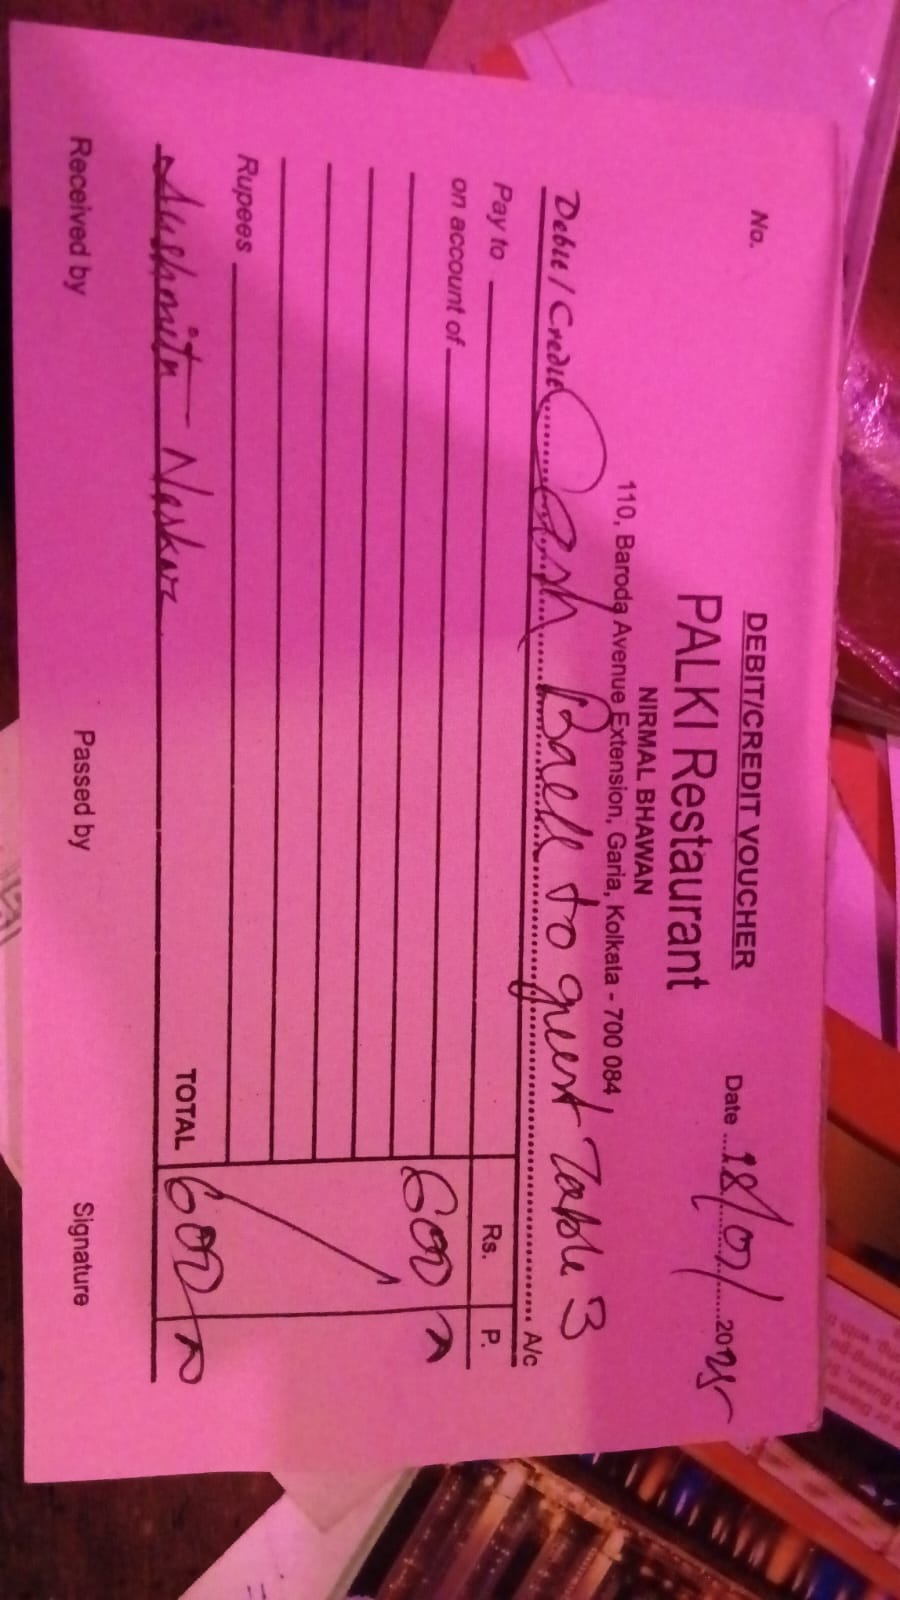 DEBIT/CREDIT VOUCHER
No.
Date 18/01/2025
PALKI Restaurant
NIRMAL BHAWAN
110, Baroda Avenue Extension, Garia, Kolkata - 700 084
Debit / Credit Cash Back to guest Table 3 A/c
Pay to
Rs. P.
on account of
600
Rupees
TOTAL 600
Sushmita Naskar
Received by Passed by Signature